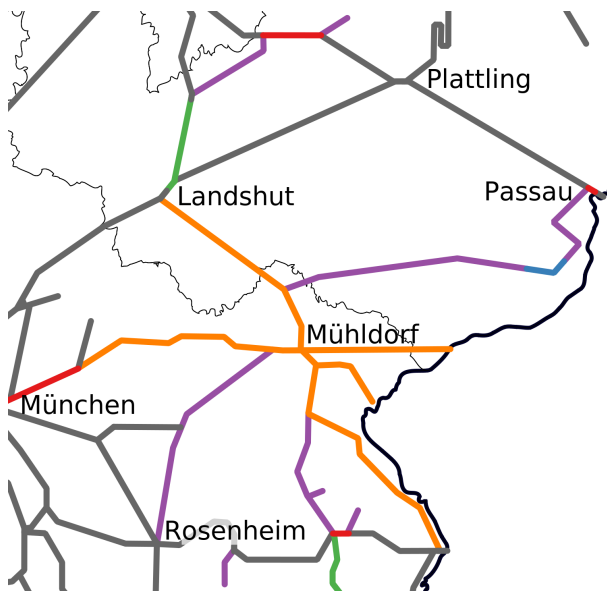 Plattling
Passau
Landshut
Mühldorf
München
Rosenheim